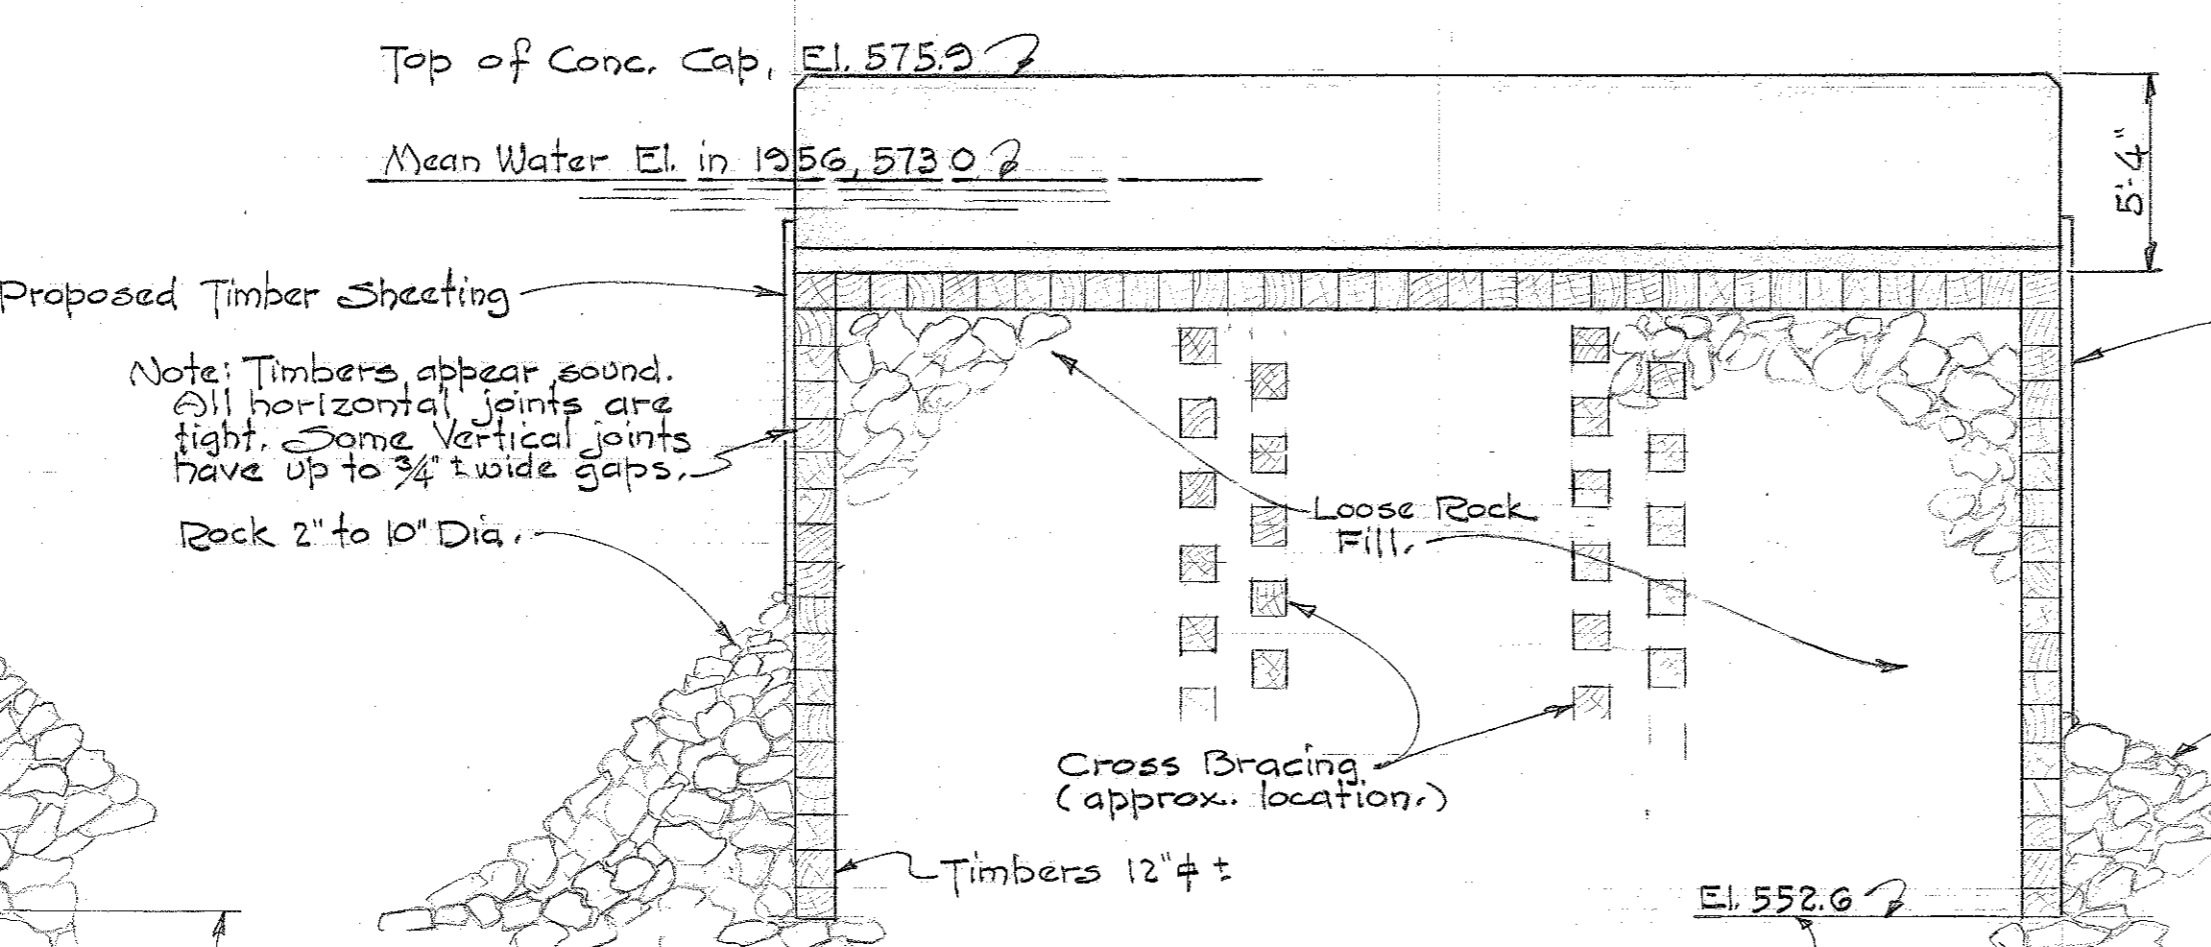 Top of Conc. Cap, El. 575.9
Mean Water El. in 1956, 573.0
5'-4"
Proposed Timber Sheeting
Note: Timbers appear sound.
All horizontal joints are
tight. Some Vertical joints
have up to 3/4" ± wide gaps.
Rock 2" to 10" Dia.
Loose Rock
Fill.
Cross Bracing
(approx. location.)
Timbers 12"⌽ ±
El. 552.6